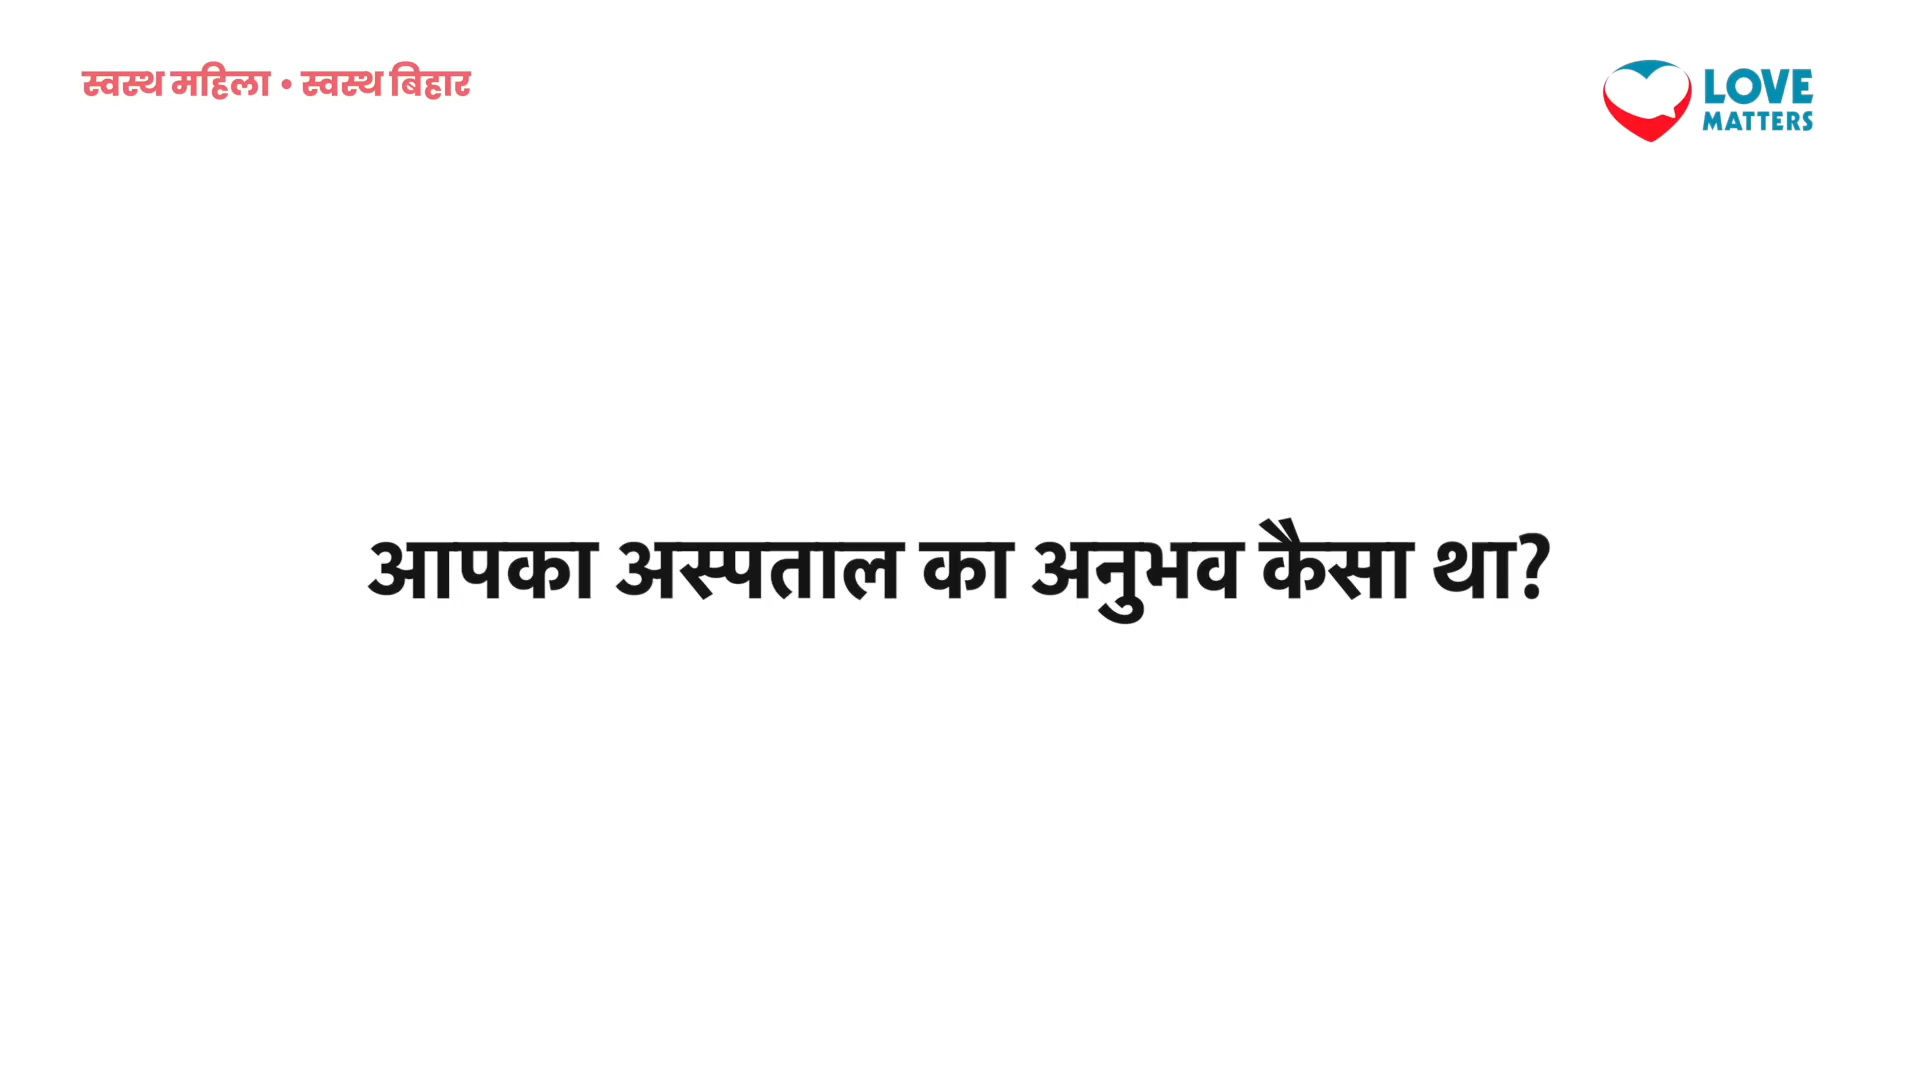 स्वस्थ महिला • स्वस्थ बिहार
LOVE
MATTERS
आपका अस्पताल का अनुभव कैसा था?